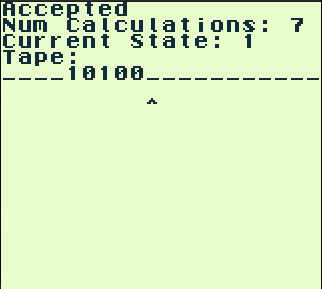 Accepted
Num Calculations: 7
Current State: 1
Tape:
____10100___________
^